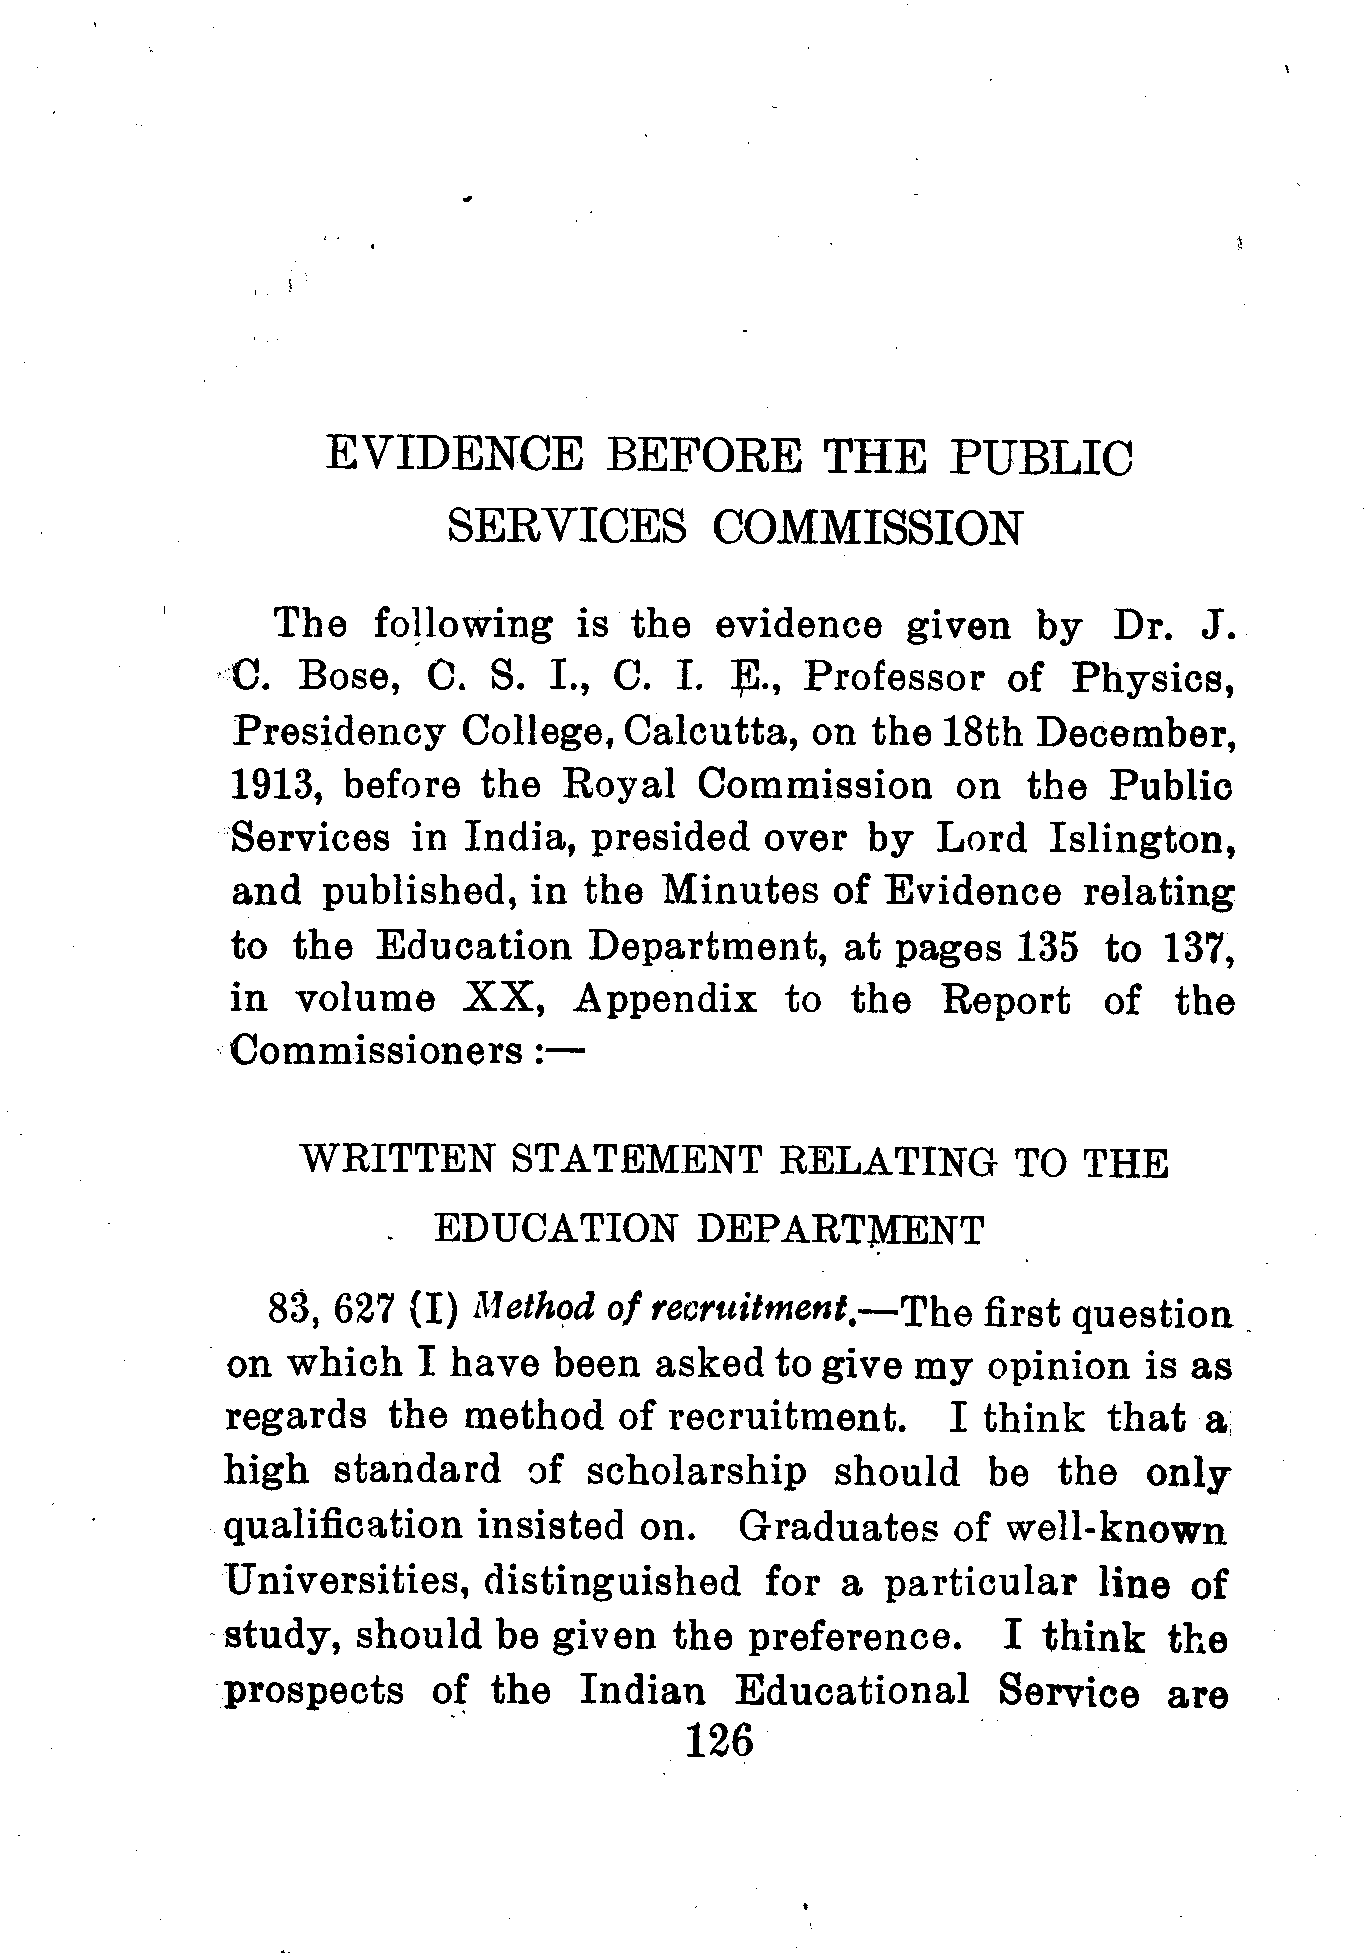 EVIDENCE BEFORE THE PUBLIC
SERVICES COMMISSION
The following is the evidence given by Dr. J.
C. Bose, C. S. I., C. I. E., Professor of Physics,
Presidency College, Calcutta, on the 18th December,
1913, before the Royal Commission on the Public
Services in India, presided over by Lord Islington,
and published, in the Minutes of Evidence relating
to the Education Department, at pages 135 to 137,
in volume XX, Appendix to the Report of the
Commissioners :—
WRITTEN STATEMENT RELATING TO THE
EDUCATION DEPARTMENT
83, 627 (I) Method of recruitment.—The first question
on which I have been asked to give my opinion is as
regards the method of recruitment. I think that a
high standard of scholarship should be the only
qualification insisted on. Graduates of well-known
Universities, distinguished for a particular line of
study, should be given the preference. I think the
prospects of the Indian Educational Service are
126